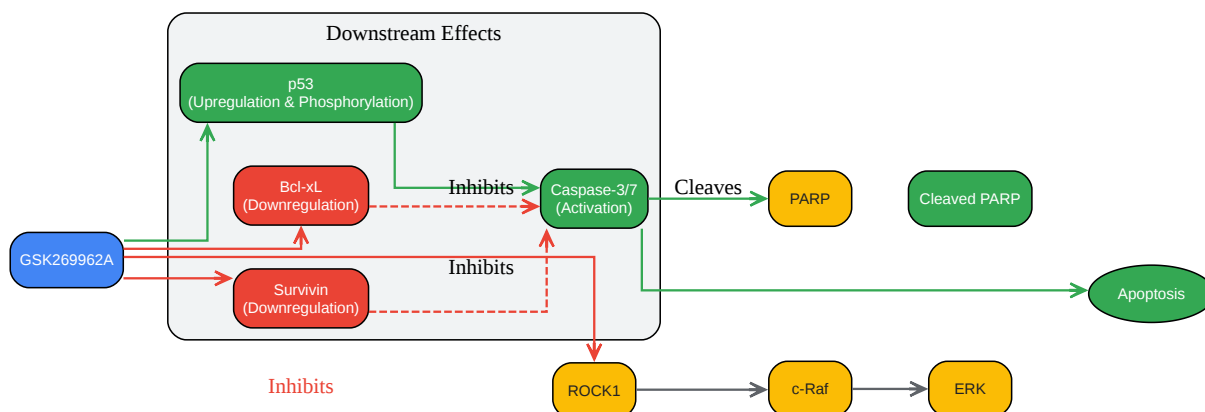 Downstream Effects
p53
(Upregulation & Phosphorylation)
Bcl-xL
(Downregulation)
Inhibits
Caspase-3/7
(Activation)
Cleaves
PARP
Cleaved PARP
GSK269962A
Survivin
(Downregulation)
Inhibits
Apoptosis
Inhibits
ROCK1
c-Raf
ERK